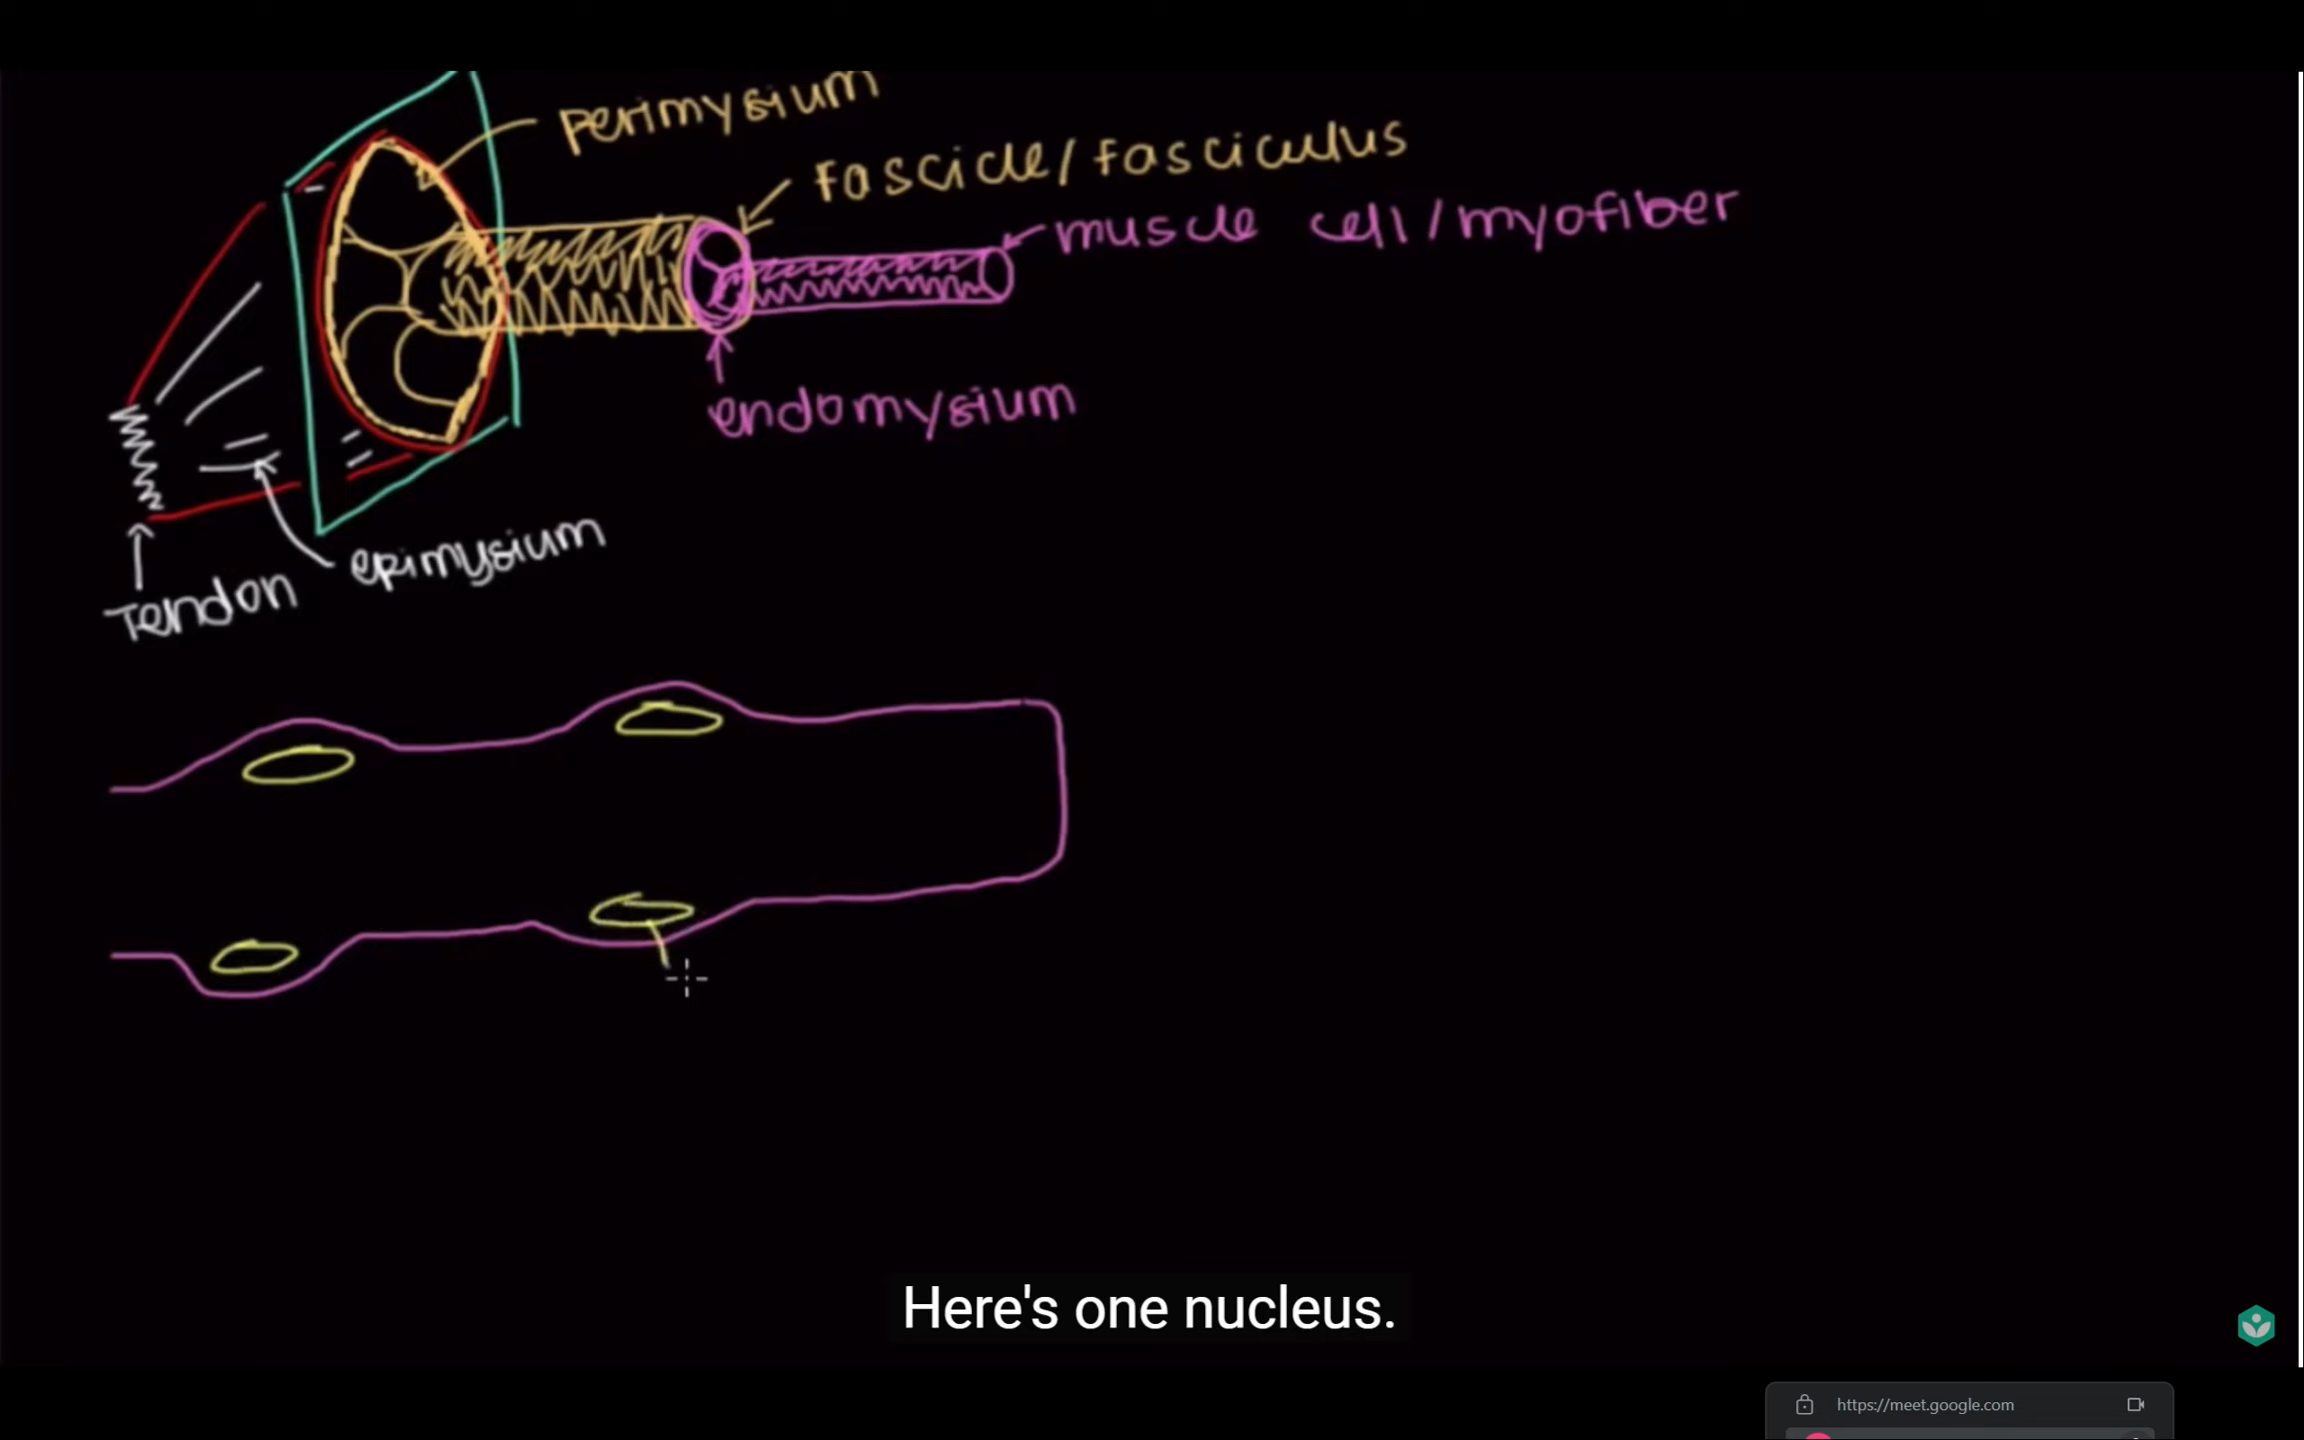 perimysium
fascicle/fasciculus
muscle cell/myofiber
endomysium
epimysium
Tendon
Here's one nucleus.
https://meet.google.com